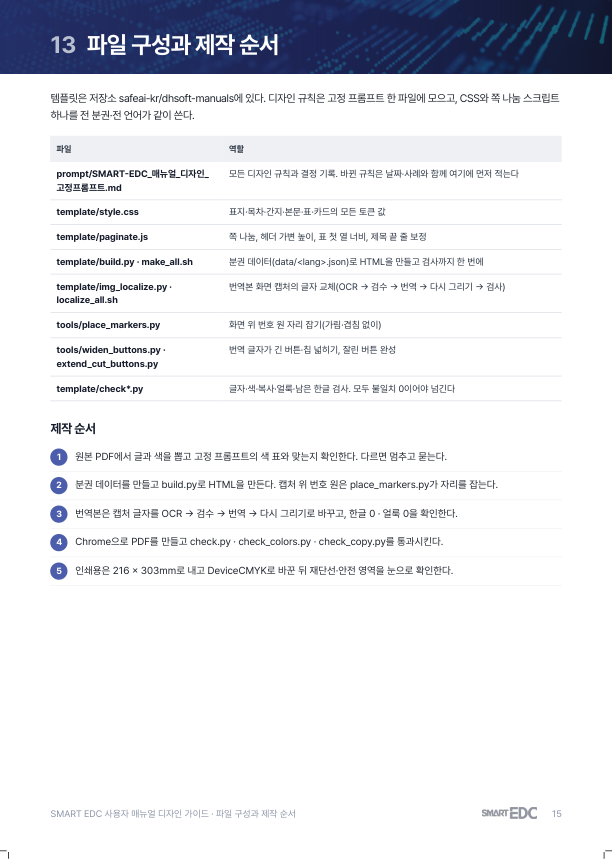 13 파일 구성과 제작 순서
템플릿은 저장소 safeai-kr/dhsoft-manuals에 있다. 디자인 규칙은 고정 프롬프트 한 파일에 모으고, CSS와 쪽 나눔 스크립트
하나를 전 분권·전 언어가 같이 쓴다.
파일 역할
prompt/SMART-EDC_매뉴얼_디자인_ 모든 디자인 규칙과 결정 기록. 바뀐 규칙은 날짜·사례와 함께 여기에 먼저 적는다
고정프롬프트.md
template/style.css 표지·목차·간지·본문·표·카드의 모든 토큰 값
template/paginate.js 쪽 나눔, 헤더 가변 높이, 표 첫 열 너비, 제목 끝 줄 보정
template/build.py · make_all.sh 분권 데이터(data/<lang>.json)로 HTML을 만들고 검사까지 한 번에
template/img_localize.py · 번역본 화면 캡처의 글자 교체(OCR → 검수 → 번역 → 다시 그리기 → 검사)
localize_all.sh
tools/place_markers.py 화면 위 번호 원 자리 잡기(가림·겹침 없이)
tools/widen_buttons.py · 번역 글자가 긴 버튼·칩 넓히기, 잘린 버튼 완성
extend_cut_buttons.py
template/check*.py 글자·색·복사·얼룩·남은 한글 검사. 모두 불일치 0이어야 넘긴다
제작 순서
1 원본 PDF에서 글과 색을 뽑고 고정 프롬프트의 색 표와 맞는지 확인한다. 다르면 멈추고 묻는다.
2 분권 데이터를 만들고 build.py로 HTML을 만든다. 캡처 위 번호 원은 place_markers.py가 자리를 잡는다.
3 번역본은 캡처 글자를 OCR → 검수 → 번역 → 다시 그리기로 바꾸고, 한글 0 · 얼룩 0을 확인한다.
4 Chrome으로 PDF를 만들고 check.py · check_colors.py · check_copy.py를 통과시킨다.
5 인쇄용은 216 × 303mm로 내고 DeviceCMYK로 바꾼 뒤 재단선·안전 영역을 눈으로 확인한다.
SMART EDC 사용자 매뉴얼 디자인 가이드 · 파일 구성과 제작 순서 SMART EDC 15